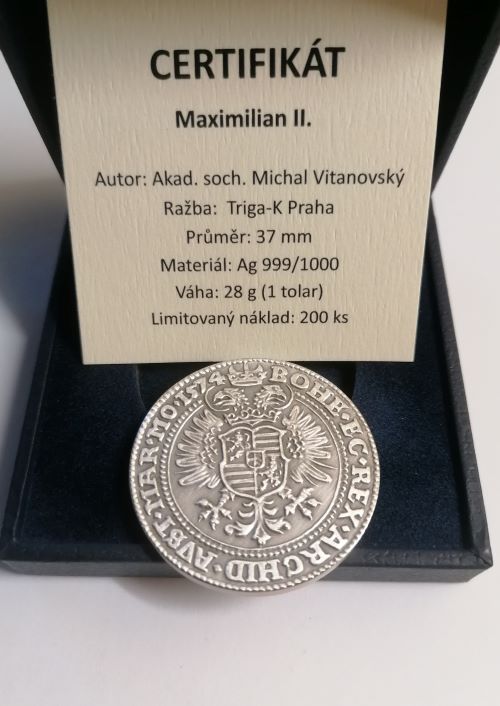 CERTIFIKÁT
Maximilian II.
Autor: Akad. soch. Michal Vitanovský
Ražba: Triga-K Praha
Průměr: 37 mm
Materiál: Ag 999/1000
Váha: 28 g (1 tolar)
Limitovaný náklad: 200 ks
BOHE·EC·REX·ARCHID·AVST·MAR·MO·1574